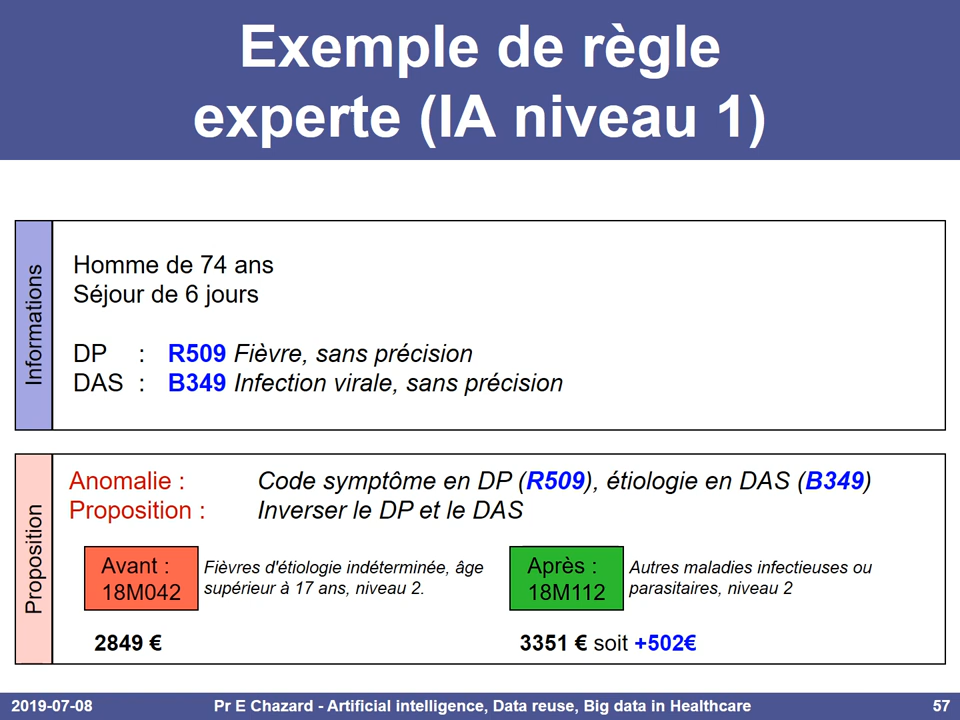 Exemple de règle
experte (IA niveau 1)
Informations
Homme de 74 ans
Séjour de 6 jours
DP : R509 Fièvre, sans précision
DAS : B349 Infection virale, sans précision
Proposition
Anomalie : Code symptôme en DP (R509), étiologie en DAS (B349)
Proposition : Inverser le DP et le DAS
Avant :
18M042
Fièvres d'étiologie indéterminée, âge
supérieur à 17 ans, niveau 2.
2849 €
Après :
18M112
Autres maladies infectieuses ou
parasitaires, niveau 2
3351 € soit +502€
2019-07-08 Pr E Chazard - Artificial intelligence, Data reuse, Big data in Healthcare 57